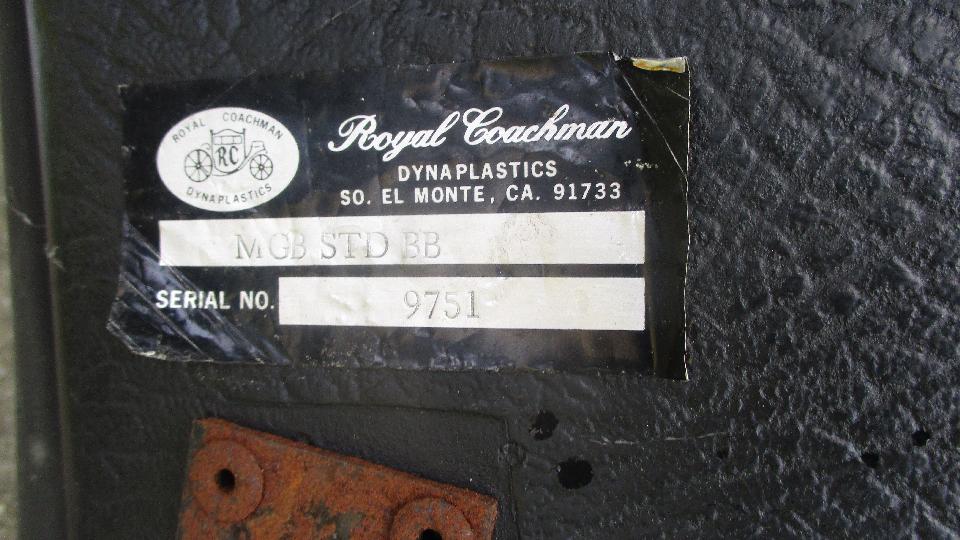 ROYAL COACHMAN
RC
DYNAPLASTICS
Royal Coachman
DYNAPLASTICS
SO. EL MONTE, CA. 91733
MGB STD BB
SERIAL NO. 9751